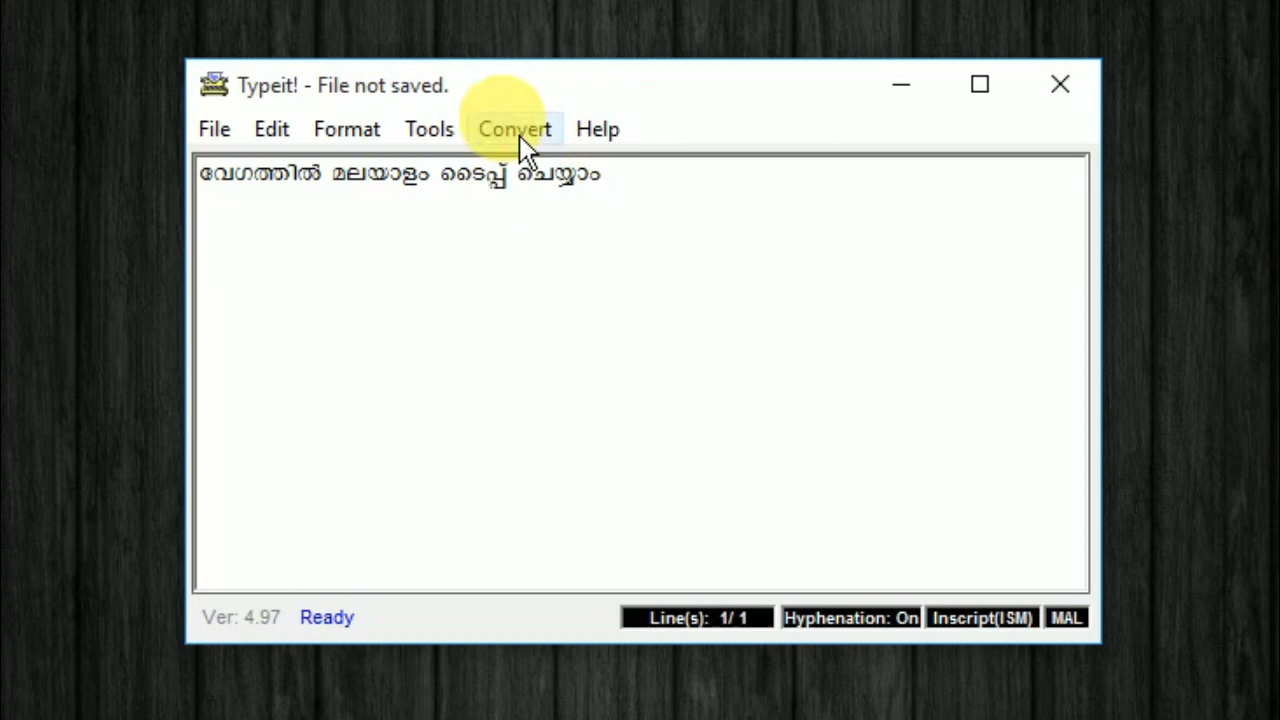 Typeit! - File not saved.
File Edit Format Tools Convert Help
വേഗത്തിൽ മലയാളം ടൈപ്പ് ചെയ്യാം
Ver: 4.97 Ready Line(s): 1/ 1 Hyphenation: On Inscript(ISM) MAL